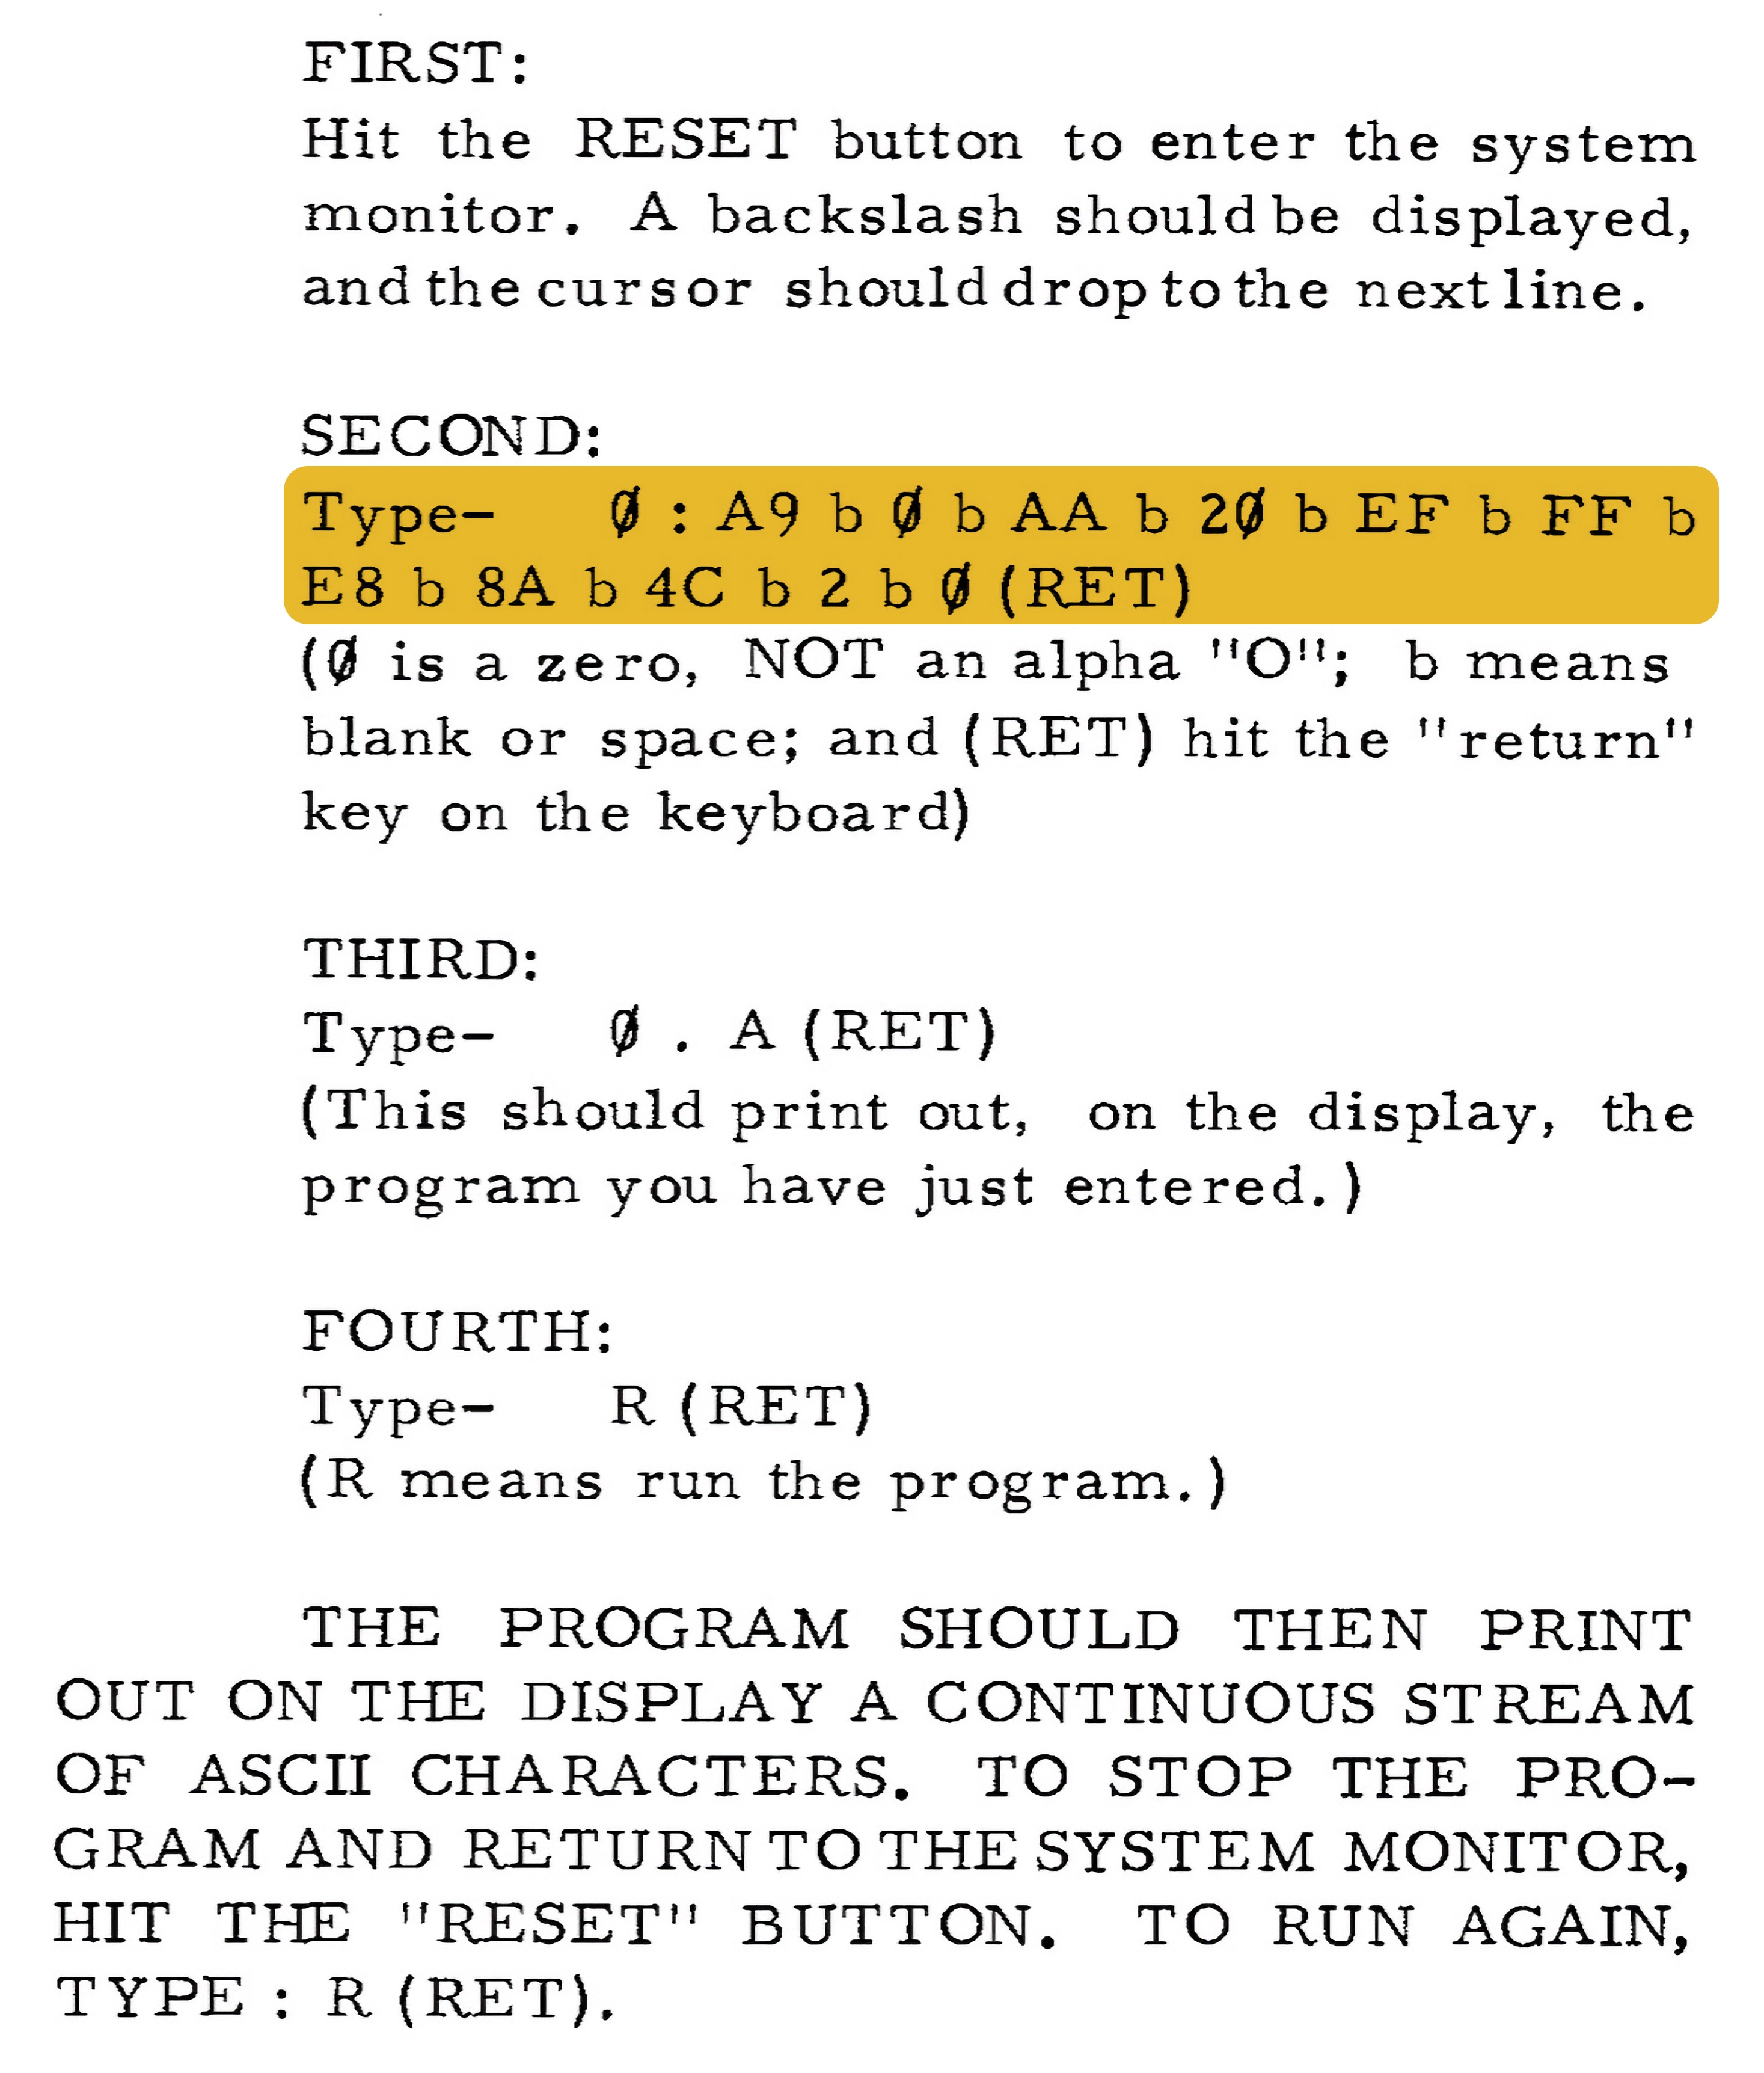 FIRST:
Hit the RESET button to enter the system
monitor. A backslash should be displayed,
and the cursor should drop to the next line.
SECOND:
Type- Ø : A9 b Ø b AA b 2Ø b EF b FF b
E8 b 8A b 4C b 2 b Ø (RET)
(Ø is a zero, NOT an alpha "O"; b means
blank or space; and (RET) hit the "return"
key on the keyboard)
THIRD:
Type- Ø . A (RET)
(This should print out, on the display, the
program you have just entered.)
FOURTH:
Type- R (RET)
(R means run the program.)
THE PROGRAM SHOULD THEN PRINT
OUT ON THE DISPLAY A CONTINUOUS STREAM
OF ASCII CHARACTERS. TO STOP THE PRO-
GRAM AND RETURN TO THE SYSTEM MONITOR,
HIT THE "RESET" BUTTON. TO RUN AGAIN,
TYPE : R (RET).